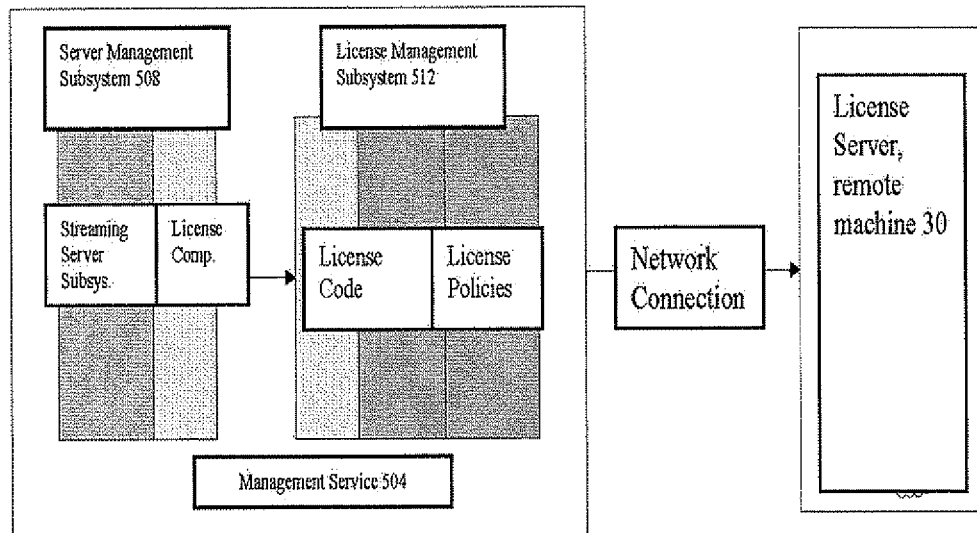 Server Management
Subsystem 508
License Management
Subsystem 512
Streaming
Server
Subsys.
License
Comp.
License
Code
License
Policies
Network
Connection
License
Server,
remote
machine 30
Management Service 504